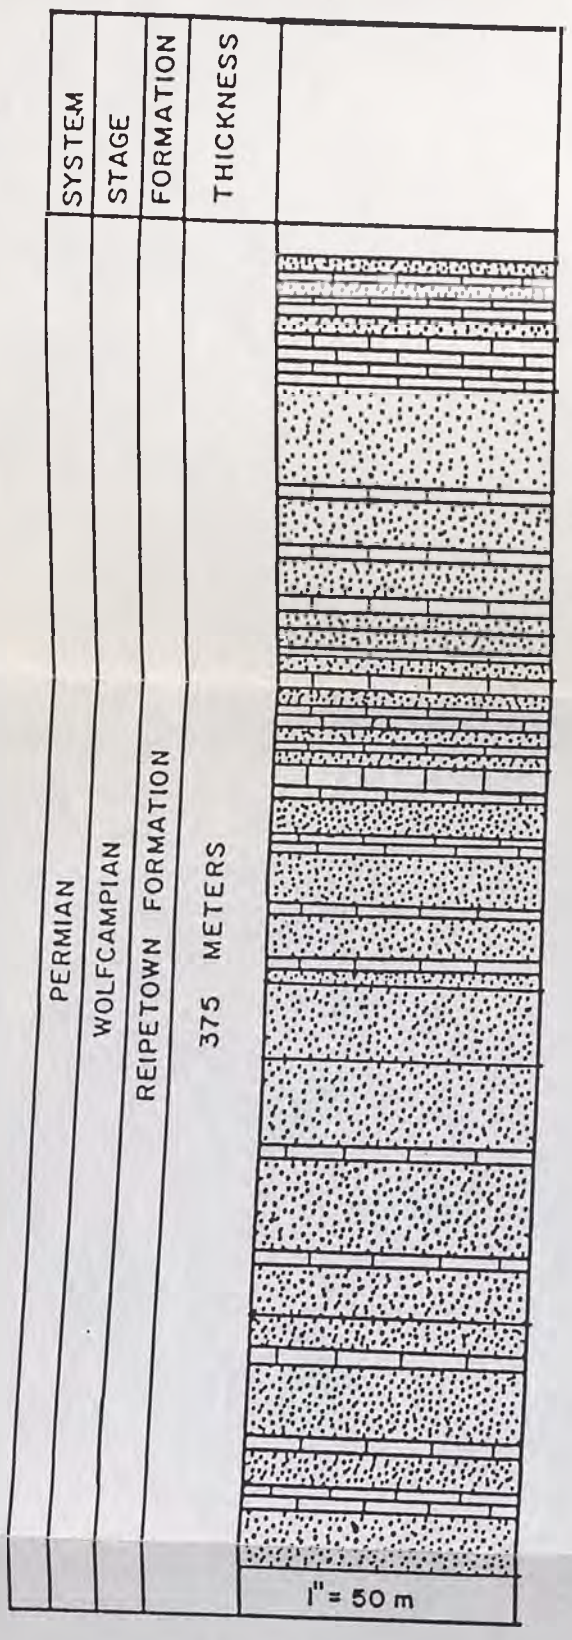 SYSTEM
STAGE
FORMATION
THICKNESS
PERMIAN
WOLFCAMPIAN
REIPETOWN FORMATION
375 METERS
1" = 50 m